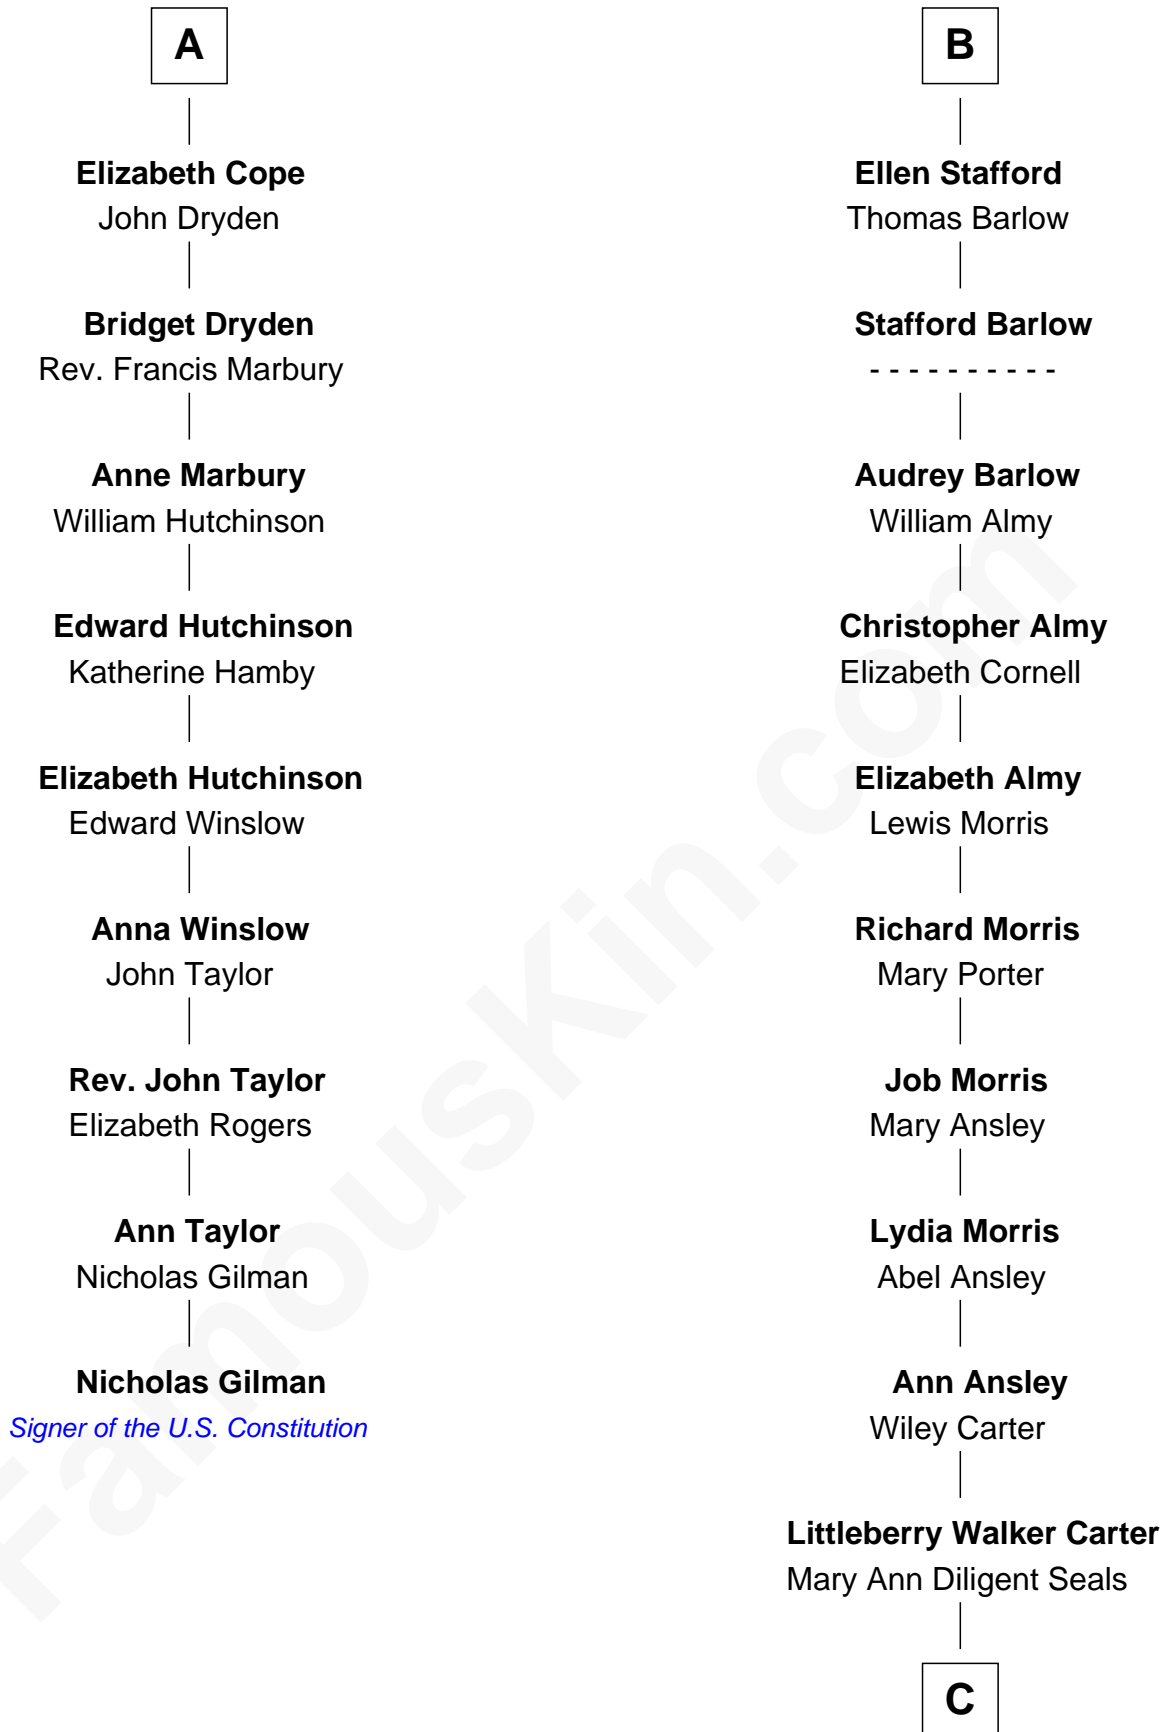 A
Elizabeth Cope
John Dryden
Bridget Dryden
Rev. Francis Marbury
Anne Marbury
William Hutchinson
Edward Hutchinson
Katherine Hamby
Elizabeth Hutchinson
Edward Winslow
Anna Winslow
John Taylor
Rev. John Taylor
Elizabeth Rogers
Ann Taylor
Nicholas Gilman
Nicholas Gilman
Signer of the U.S. Constitution
B
Ellen Stafford
Thomas Barlow
Stafford Barlow
- - - - - - - - - -
Audrey Barlow
William Almy
Christopher Almy
Elizabeth Cornell
Elizabeth Almy
Lewis Morris
Richard Morris
Mary Porter
Job Morris
Mary Ansley
Lydia Morris
Abel Ansley
Ann Ansley
Wiley Carter
Littleberry Walker Carter
Mary Ann Diligent Seals
C
FamousKin.com